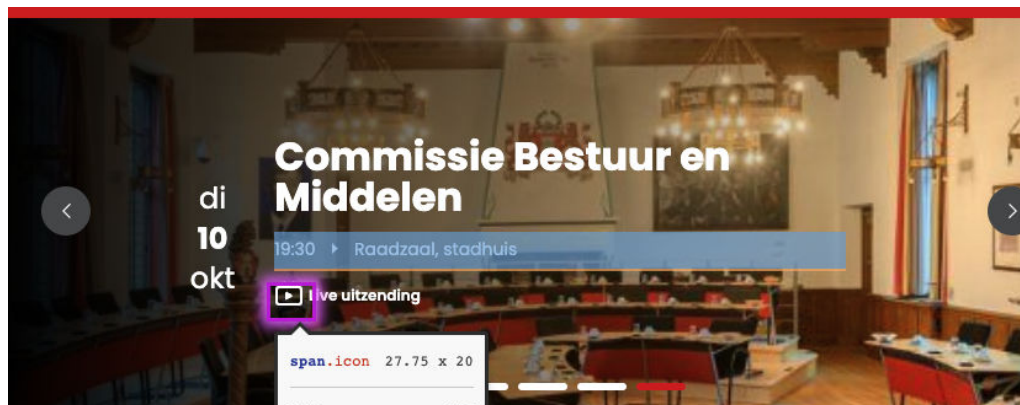 Commissie Bestuur en
Middelen
di
10
okt
19:30 Raadzaal, stadhuis
Live uitzending
span.icon 27.75 x 20